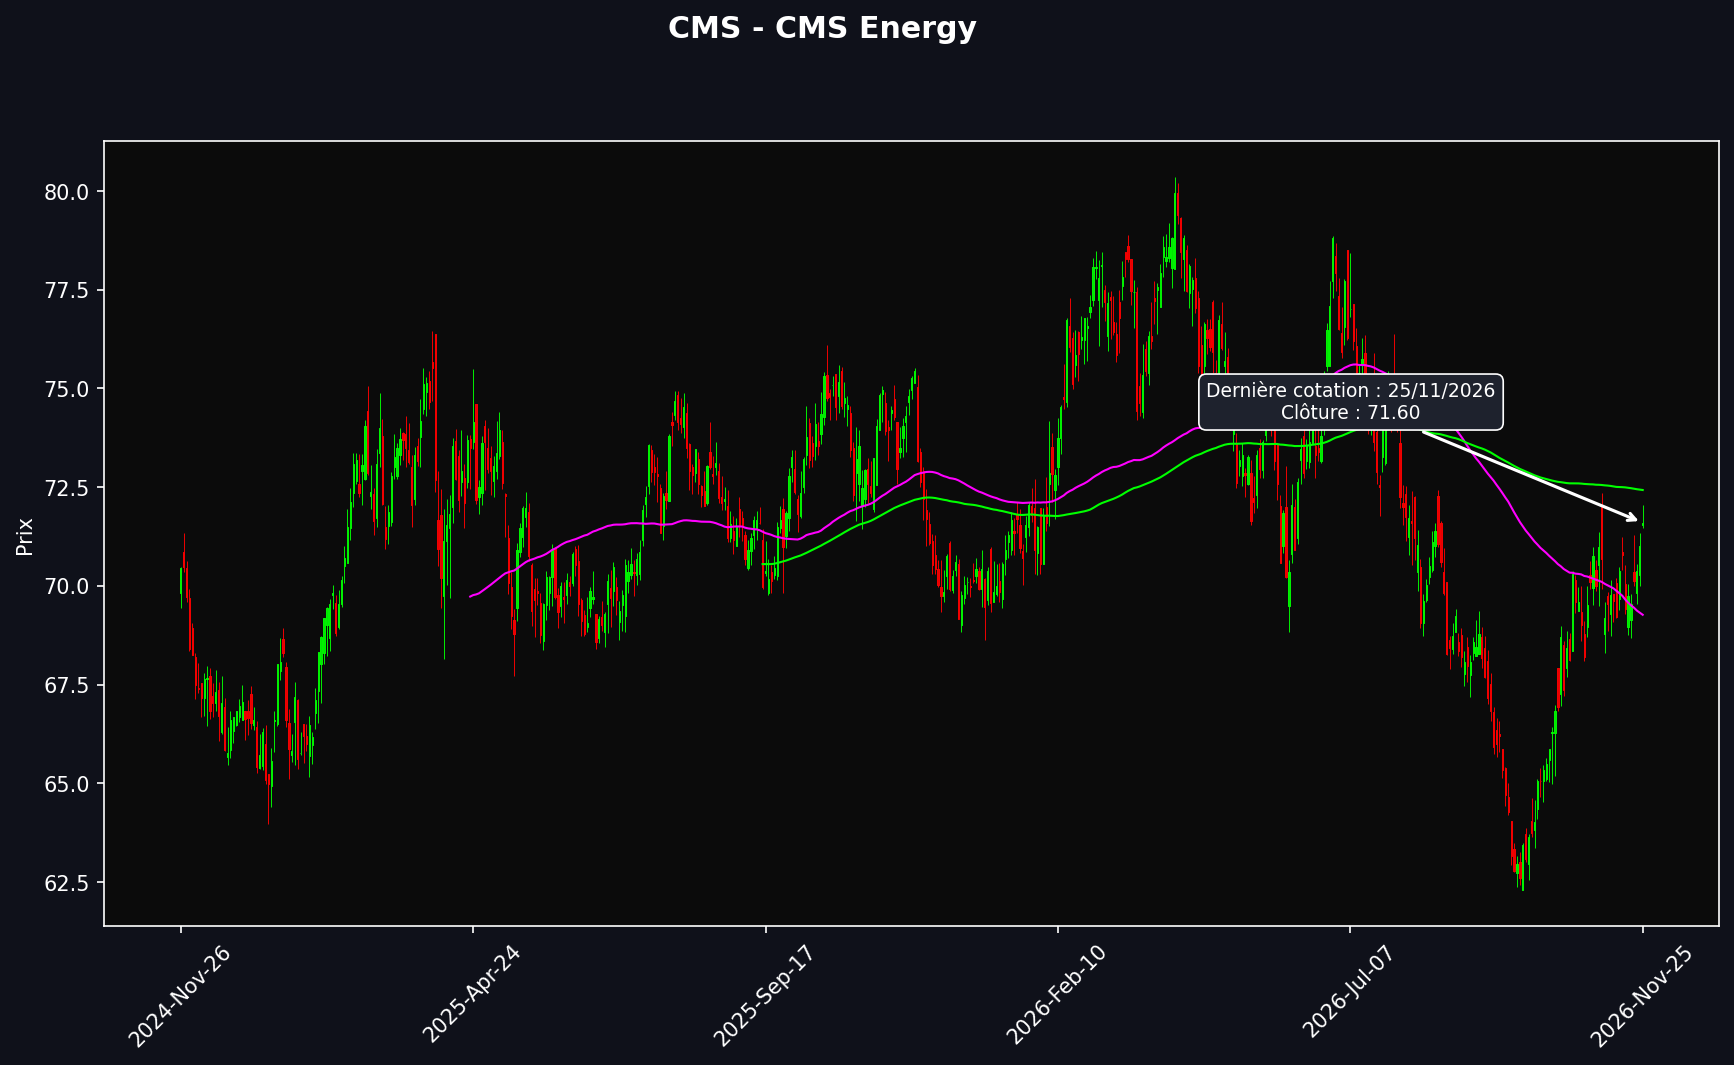 CMS - CMS Energy
Prix
80.0
77.5
75.0
72.5
70.0
67.5
65.0
62.5
Dernière cotation : 25/11/2026
Clôture : 71.60
2024-Nov-26
2025-Apr-24
2025-Sep-17
2026-Feb-10
2026-Jul-07
2026-Nov-25